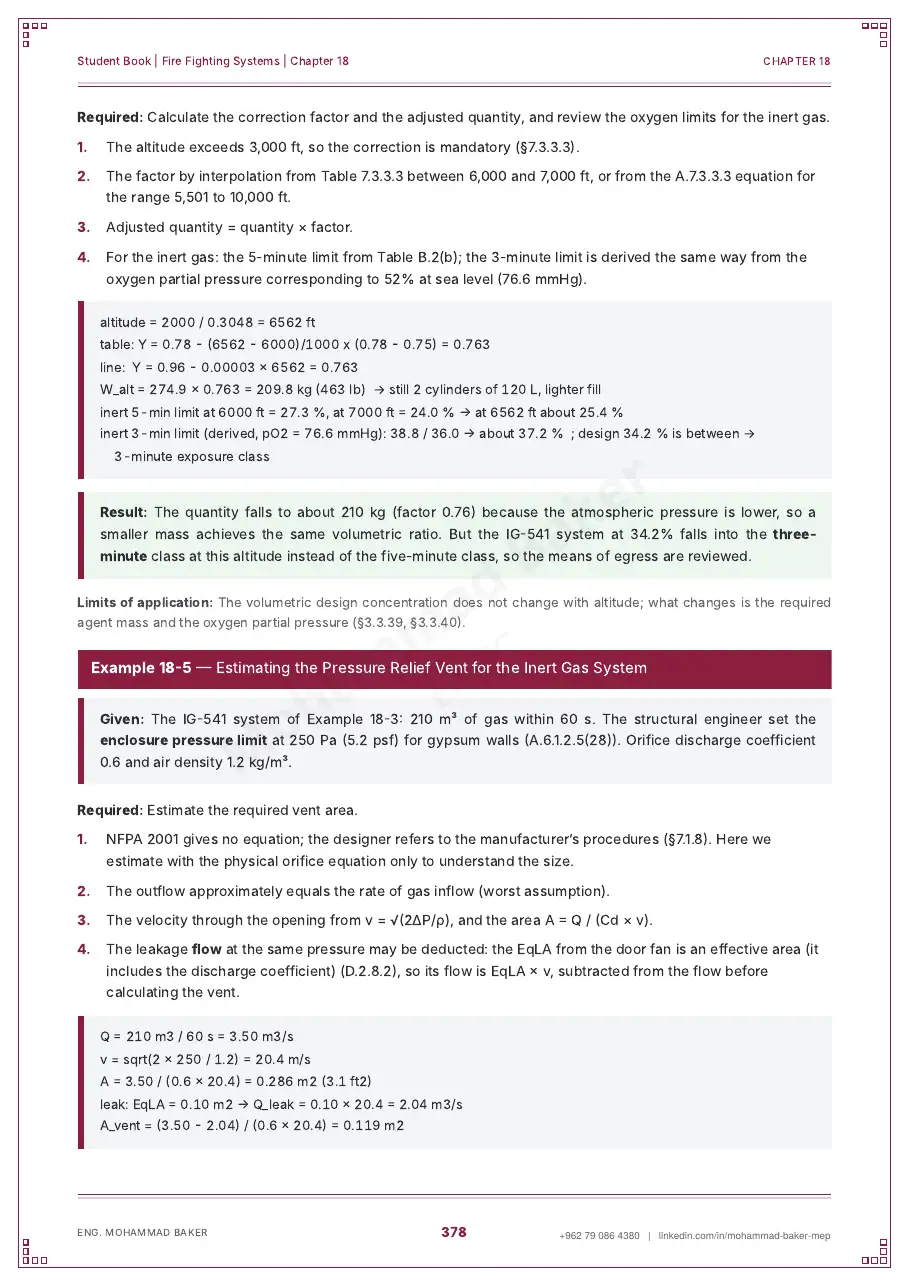 Student Book | Fire Fighting Systems | Chapter 18
CHAPTER 18
Required: Calculate the correction factor and the adjusted quantity, and review the oxygen limits for the inert gas.
1. The altitude exceeds 3,000 ft, so the correction is mandatory (§7.3.3.3).
2. The factor by interpolation from Table 7.3.3.3 between 6,000 and 7,000 ft, or from the A.7.3.3.3 equation for
the range 5,501 to 10,000 ft.
3. Adjusted quantity = quantity × factor.
4. For the inert gas: the 5-minute limit from Table B.2(b); the 3-minute limit is derived the same way from the
oxygen partial pressure corresponding to 52% at sea level (76.6 mmHg).
altitude = 2000 / 0.3048 = 6562 ft
table: Y = 0.78 - (6562 - 6000)/1000 x (0.78 - 0.75) = 0.763
line: Y = 0.96 - 0.00003 × 6562 = 0.763
W_alt = 274.9 × 0.763 = 209.8 kg (463 lb) → still 2 cylinders of 120 L, lighter fill
inert 5-min limit at 6000 ft = 27.3 %, at 7000 ft = 24.0 % → at 6562 ft about 25.4 %
inert 3-min limit (derived, pO2 = 76.6 mmHg): 38.8 / 36.0 → about 37.2 % ; design 34.2 % is between →
3-minute exposure class
Result: The quantity falls to about 210 kg (factor 0.76) because the atmospheric pressure is lower, so a
smaller mass achieves the same volumetric ratio. But the IG-541 system at 34.2% falls into the three-
minute class at this altitude instead of the five-minute class, so the means of egress are reviewed.
Limits of application: The volumetric design concentration does not change with altitude; what changes is the required
agent mass and the oxygen partial pressure (§3.3.39, §3.3.40).
Example 18-5 — Estimating the Pressure Relief Vent for the Inert Gas System
Given: The IG-541 system of Example 18-3: 210 m³ of gas within 60 s. The structural engineer set the
enclosure pressure limit at 250 Pa (5.2 psf) for gypsum walls (A.6.1.2.5(28)). Orifice discharge coefficient
0.6 and air density 1.2 kg/m³.
Required: Estimate the required vent area.
1. NFPA 2001 gives no equation; the designer refers to the manufacturer's procedures (§7.1.8). Here we
estimate with the physical orifice equation only to understand the size.
2. The outflow approximately equals the rate of gas inflow (worst assumption).
3. The velocity through the opening from v = √(2ΔP/ρ), and the area A = Q / (Cd × v).
4. The leakage flow at the same pressure may be deducted: the EqLA from the door fan is an effective area (it
includes the discharge coefficient) (D.2.8.2), so its flow is EqLA × v, subtracted from the flow before
calculating the vent.
Q = 210 m3 / 60 s = 3.50 m3/s
v = sqrt(2 × 250 / 1.2) = 20.4 m/s
A = 3.50 / (0.6 × 20.4) = 0.286 m2 (3.1 ft2)
leak: EqLA = 0.10 m2 → Q_leak = 0.10 × 20.4 = 2.04 m3/s
A_vent = (3.50 - 2.04) / (0.6 × 20.4) = 0.119 m2
ENG. MOHAMMAD BAKER
378
+962 79 086 4380 | linkedin.com/in/mohammad-baker-mep